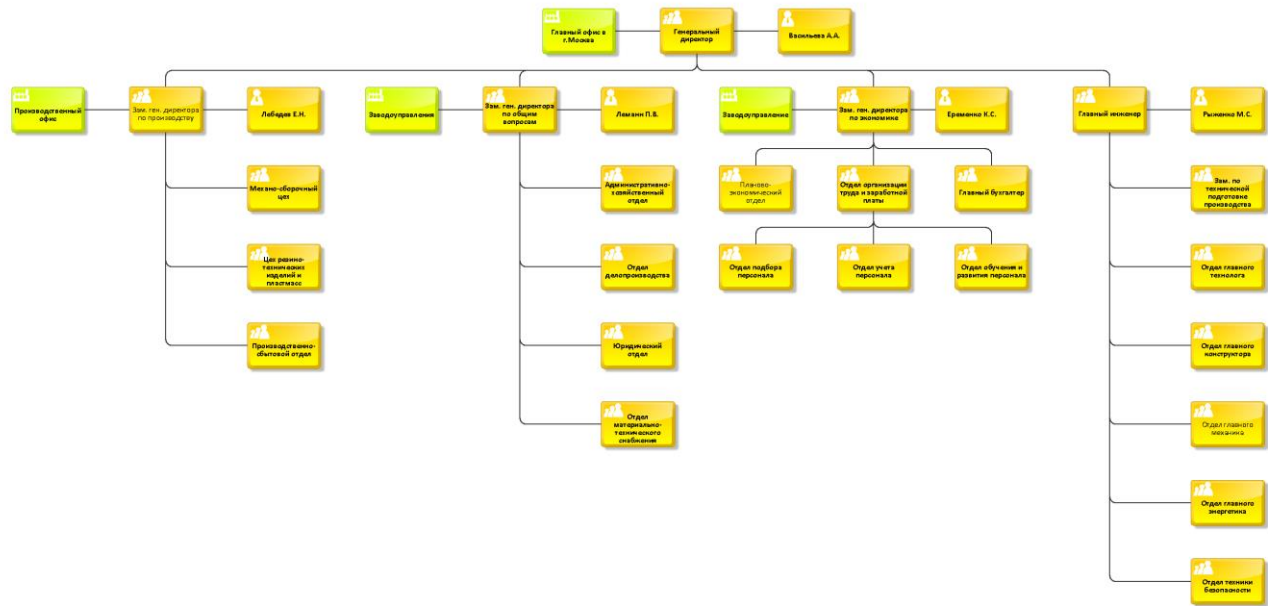 Главный офис в
г.Москва
Генеральный
директор
Васильева А.А.
Производственный
офис
Зам. ген. директора
по производству
Лебедев Е.Н.
Заводоуправления
Зам. ген. директора
по общим
вопросам
Леманн П.В.
Заводоуправление
Зам. ген. директора
по экономике
Еременко К.С.
Главный инженер
Рыженко М.С.
Механо-сборочный
цех
Административно-
хозяйственный
отдел
Планово-
экономический
отдел
Отдел организации
труда и заработной
платы
Главный бухгалтер
Зам. по
технической
подготовке
производства
Цех резино-
технических
изделий и
пластмасс
Отдел
делопроизводства
Отдел подбора
персонала
Отдел учета
персонала
Отдел обучения и
развития персонала
Отдел главного
технолога
Производственно-
сбытовой отдел
Юридический
отдел
Отдел главного
конструктора
Отдел
материально-
технического
снабжения
Отдел главного
механика
Отдел главного
энергетика
Отдел техники
безопасности